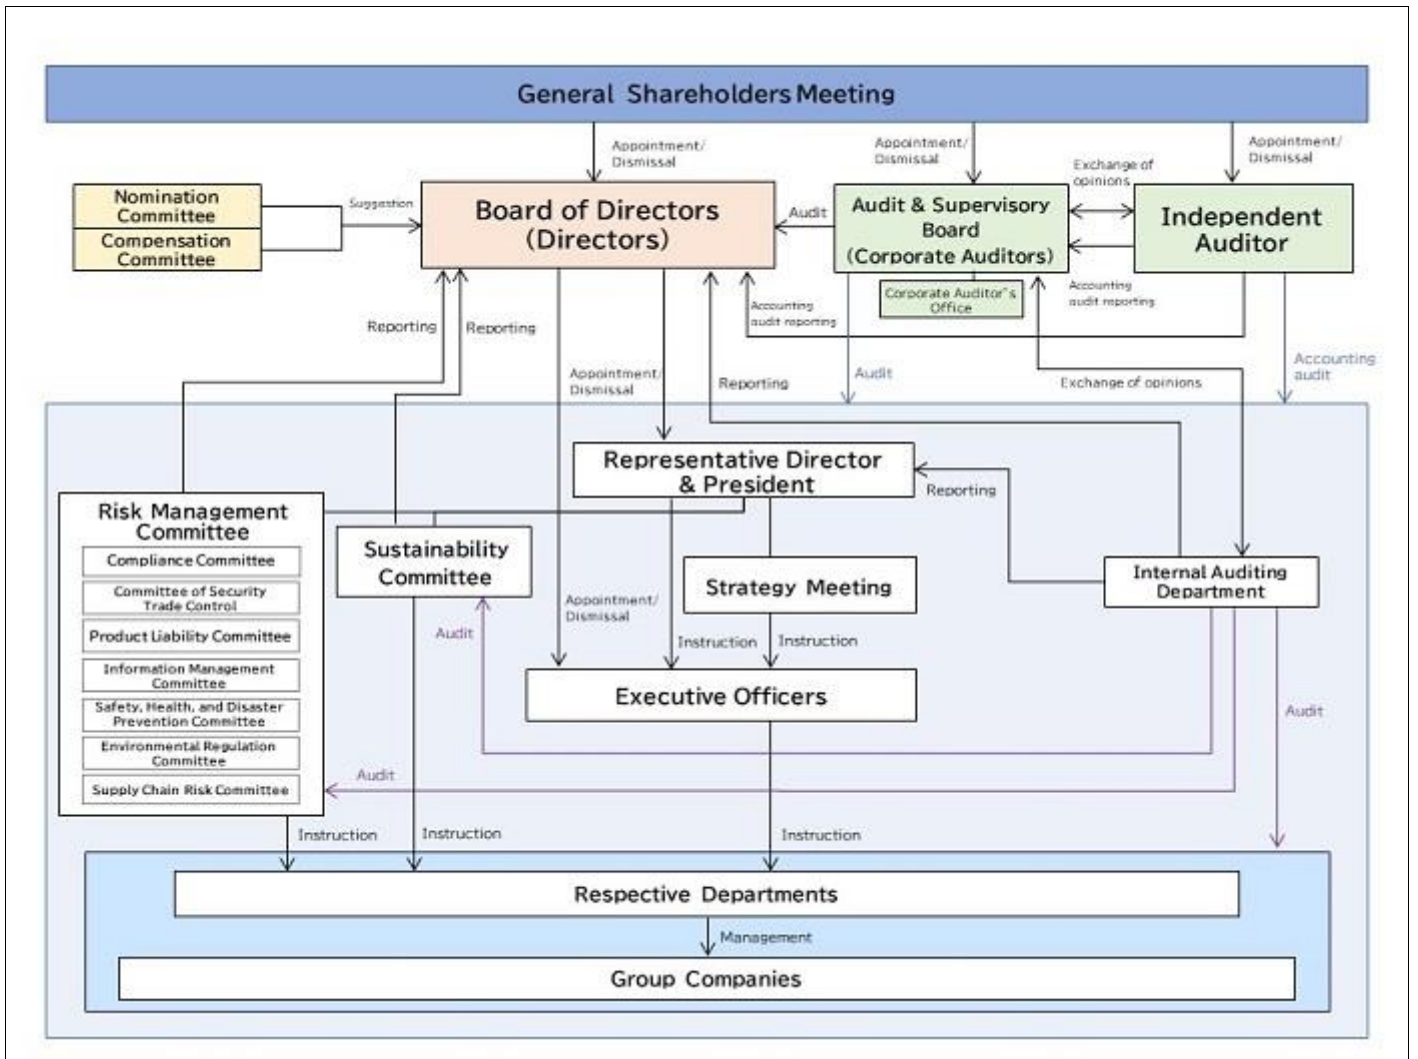 General Shareholders Meeting
Appointment/
Dismissal
Appointment/
Dismissal
Appointment/
Dismissal
Nomination
Committee
Compensation
Committee
Suggestion
Board of Directors
(Directors)
Audit
Audit & Supervisory
Board
(Corporate Auditors)
Corporate Auditor's
Office
Exchange of
opinions
Independent
Auditor
Accounting
audit reporting
Accounting
audit reporting
Reporting
Reporting
Appointment/
Dismissal
Reporting
Audit
Exchange of opinions
Accounting
audit
Representative Director
& President
Reporting
Risk Management
Committee
Compliance Committee
Committee of Security
Trade Control
Product Liability Committee
Information Management
Committee
Safety, Health, and Disaster
Prevention Committee
Environmental Regulation
Committee
Supply Chain Risk Committee
Sustainability
Committee
Strategy Meeting
Internal Auditing
Department
Audit
Appointment/
Dismissal
Instruction
Instruction
Executive Officers
Audit
Audit
Instruction
Instruction
Instruction
Respective Departments
Management
Group Companies